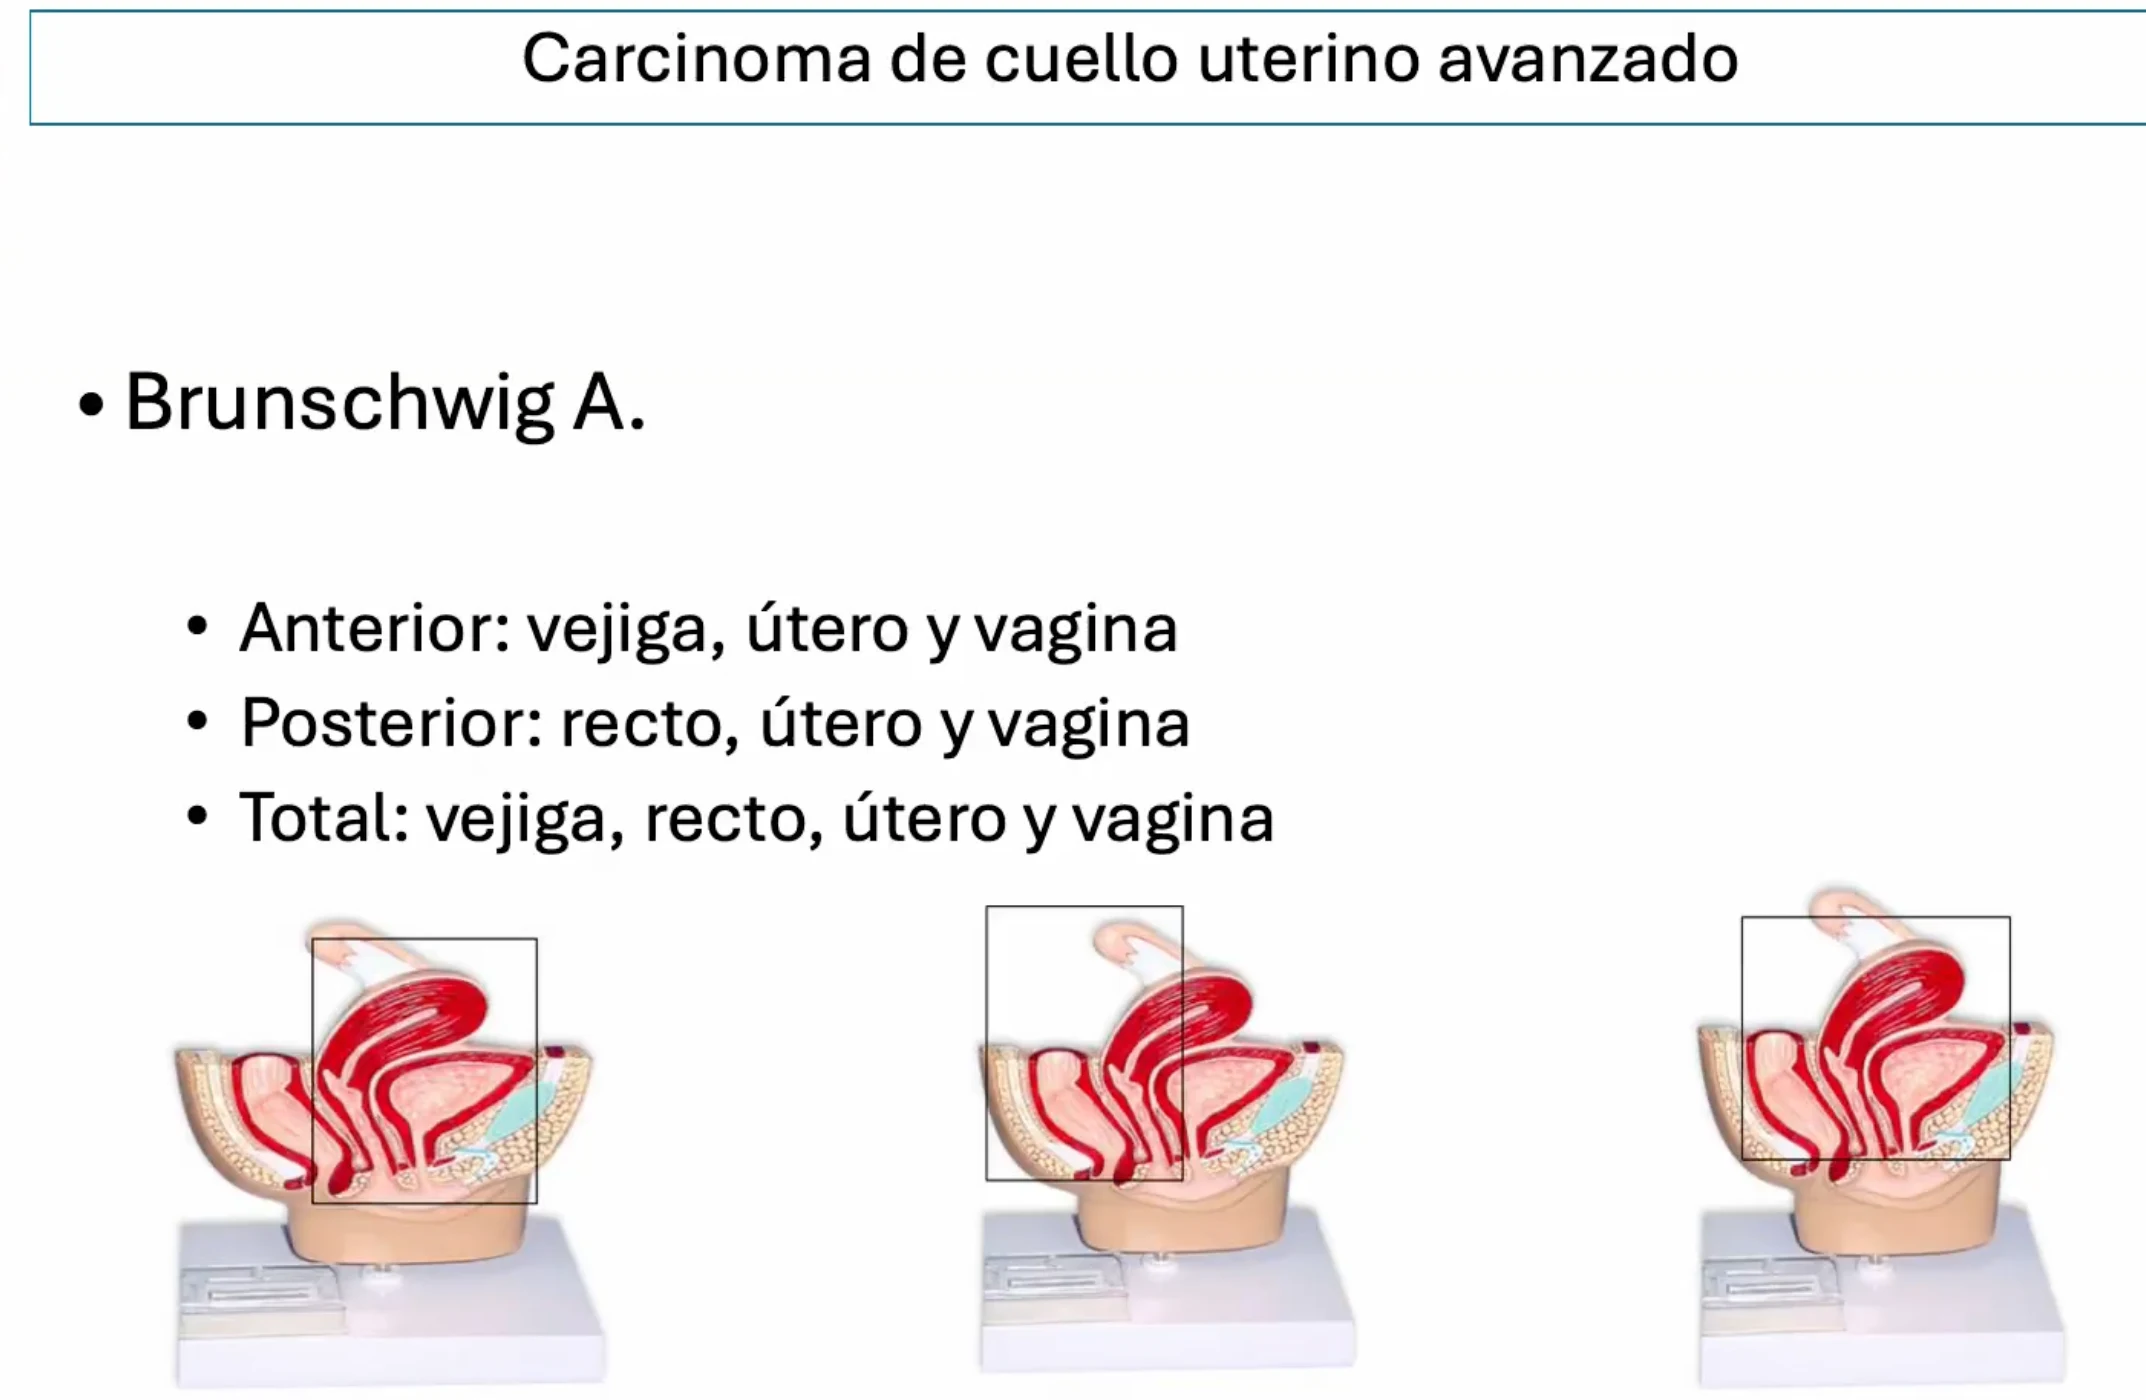 Carcinoma de cuello uterino avanzado
• Brunschwig A.
• Anterior: vejiga, útero y vagina
• Posterior: recto, útero y vagina
• Total: vejiga, recto, útero y vagina